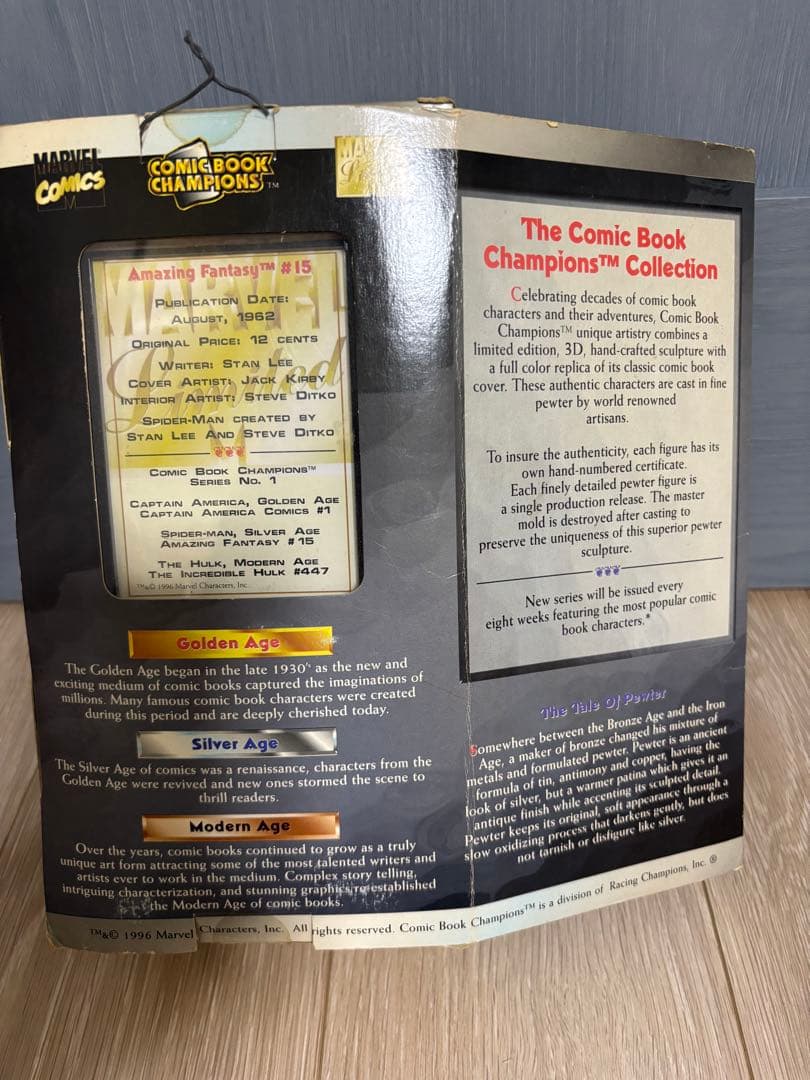 MARVEL
COMICS
COMIC BOOK
CHAMPIONS™
Amazing Fantasy™ #15
PUBLICATION DATE:
AUGUST, 1962
ORIGINAL PRICE: 12 CENTS
WRITER: STAN LEE
COVER ARTIST: JACK KIRBY
INTERIOR ARTIST: STEVE DITKO
SPIDER-MAN CREATED BY
STAN LEE AND STEVE DITKO
COMIC BOOK CHAMPIONS™
SERIES NO. 1
CAPTAIN AMERICA, GOLDEN AGE
CAPTAIN AMERICA COMICS #1
SPIDER-MAN, SILVER AGE
AMAZING FANTASY #15
THE HULK, MODERN AGE
THE INCREDIBLE HULK #447
™&© 1996 Marvel Characters, Inc.
Golden Age
The Golden Age began in the late 1930's as the new and
exciting medium of comic books captured the imaginations of
millions. Many famous comic book characters were created
during this period and are deeply cherished today.
Silver Age
The Silver Age of comics was a renaissance, characters from the
Golden Age were revived and new ones stormed the scene to
thrill readers.
Modern Age
Over the years, comic books continued to grow as a truly
unique art form attracting some of the most talented writers and
artists ever to work in the medium. Complex story telling,
intriguing characterization, and stunning graphics established
the Modern Age of comic books.
The Comic Book
Champions™ Collection
Celebrating decades of comic book
characters and their adventures, Comic Book
Champions™ unique artistry combines a
limited edition, 3D, hand-crafted sculpture with
a full color replica of its classic comic book
cover. These authentic characters are cast in fine
pewter by world renowned
artisans.
To insure the authenticity, each figure has its
own hand-numbered certificate.
Each finely detailed pewter figure is
a single production release. The master
mold is destroyed after casting to
preserve the uniqueness of this superior pewter
sculpture.
New series will be issued every
eight weeks featuring the most popular comic
book characters.*
The Tale Of Pewter
Somewhere between the Bronze Age and the Iron
Age, a maker of bronze changed his mixture of
metals and formulated pewter. Pewter is an ancient
formula of tin, antimony and copper, having the
look of silver, but a warmer patina which gives it an
antique finish while accenting its sculpted detail.
Pewter keeps its original, soft appearance through a
slow oxidizing process that darkens gently, but does
not tarnish or disfigure like silver.
™&© 1996 Marvel Characters, Inc. All rights reserved. Comic Book Champions™ is a division of Racing Champions, Inc. ®